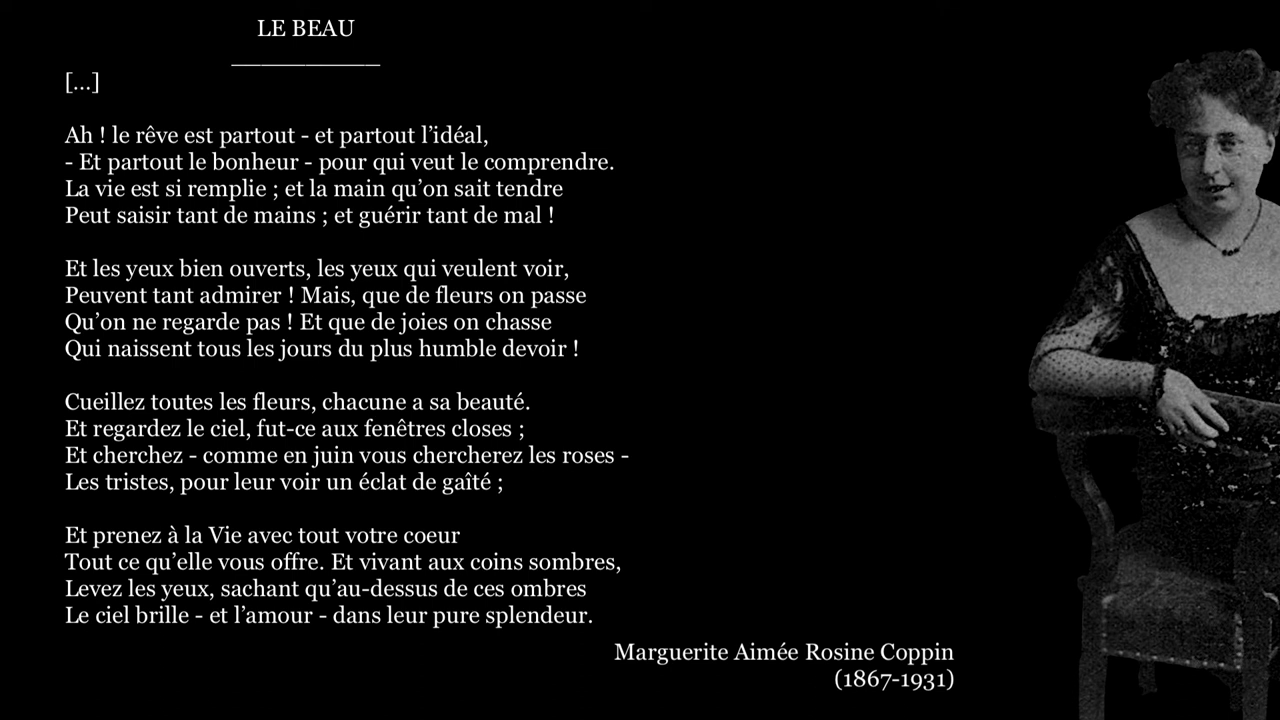 LE BEAU
[...]
Ah ! le rêve est partout - et partout l’idéal,
- Et partout le bonheur - pour qui veut le comprendre.
La vie est si remplie ; et la main qu’on sait tendre
Peut saisir tant de mains ; et guérir tant de mal !
Et les yeux bien ouverts, les yeux qui veulent voir,
Peuvent tant admirer ! Mais, que de fleurs on passe
Qu’on ne regarde pas ! Et que de joies on chasse
Qui naissent tous les jours du plus humble devoir !
Cueillez toutes les fleurs, chacune a sa beauté.
Et regardez le ciel, fut-ce aux fenêtres closes ;
Et cherchez - comme en juin vous chercherez les roses -
Les tristes, pour leur voir un éclat de gaîté ;
Et prenez à la Vie avec tout votre coeur
Tout ce qu’elle vous offre. Et vivant aux coins sombres,
Levez les yeux, sachant qu’au-dessus de ces ombres
Le ciel brille - et l’amour - dans leur pure splendeur.
Marguerite Aimée Rosine Coppin
(1867-1931)